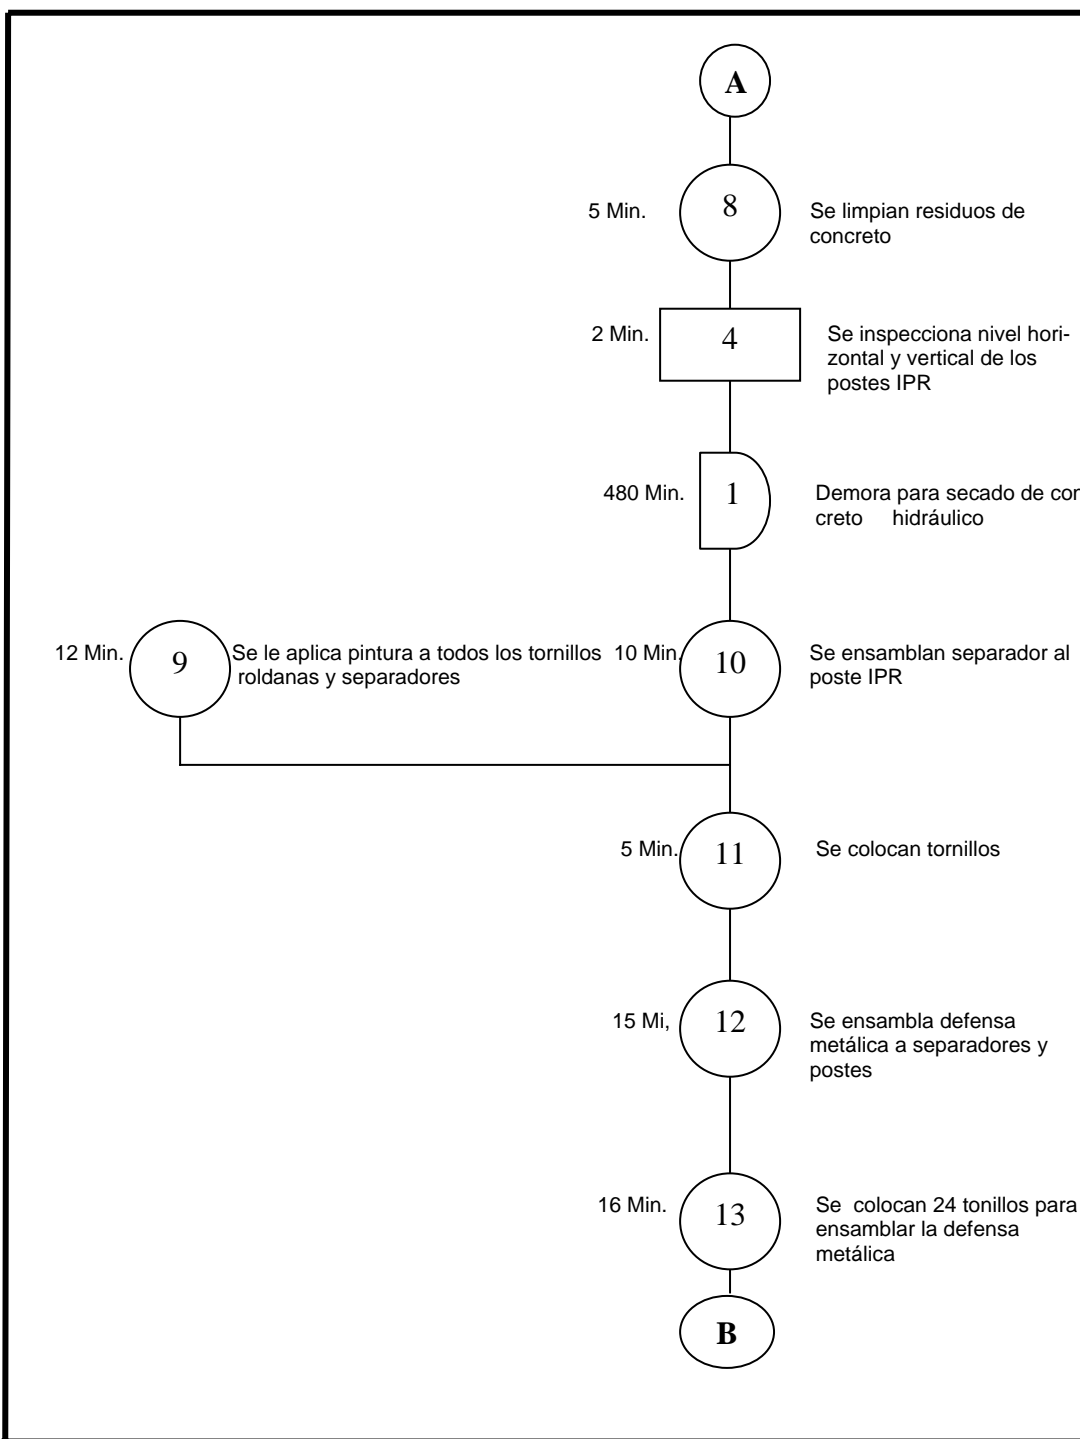 A
5 Min.
8
Se limpian residuos de
concreto
2 Min.
4
Se inspecciona nivel hori-
zontal y vertical de los
postes IPR
480 Min.
1
Demora para secado de con
creto hidráulico
12 Min.
9
Se le aplica pintura a todos los tornillos
roldanas y separadores
10 Min.
10
Se ensamblan separador al
poste IPR
5 Min.
11
Se colocan tornillos
15 Mi,
12
Se ensambla defensa
metálica a separadores y
postes
16 Min.
13
Se colocan 24 tonillos para
ensamblar la defensa
metálica
B